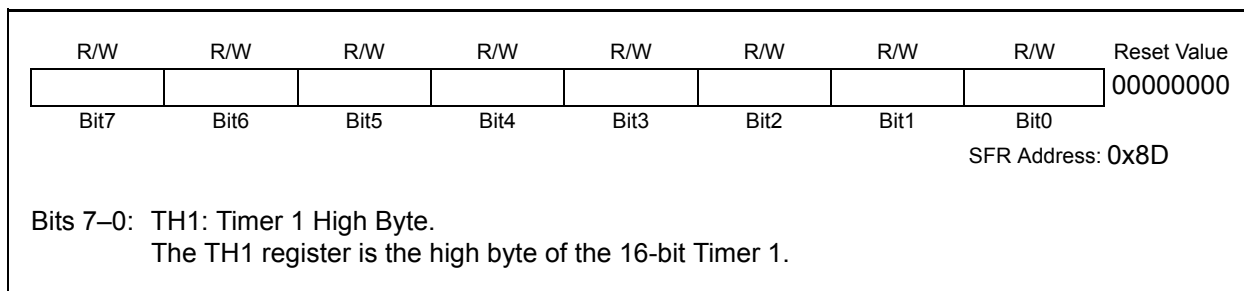 R/W R/W R/W R/W R/W R/W R/W R/W Reset Value
00000000
Bit7 Bit6 Bit5 Bit4 Bit3 Bit2 Bit1 Bit0
SFR Address: 0x8D
Bits 7–0: TH1: Timer 1 High Byte.
The TH1 register is the high byte of the 16-bit Timer 1.